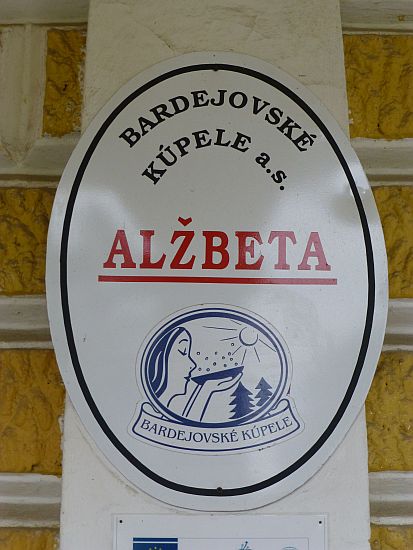 BARDEJOVSKÉ
KÚPELE a.s.
ALŽBETA
BARDEJOVSKÉ KÚPELE